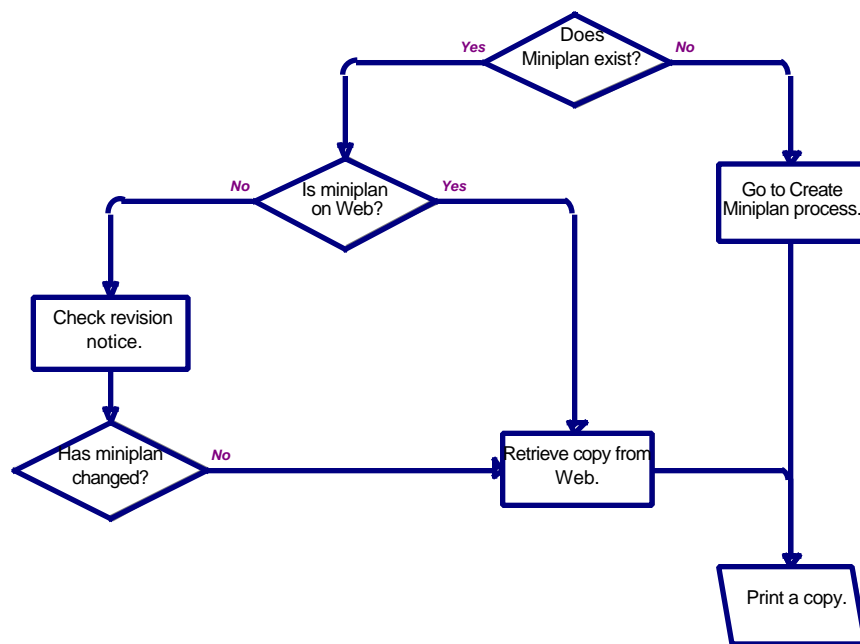 Does
Miniplan exist?
Yes
No
Is miniplan
on Web?
No
Yes
Go to Create
Miniplan process.
Check revision
notice.
Has miniplan
changed?
No
Retrieve copy from
Web.
Print a copy.